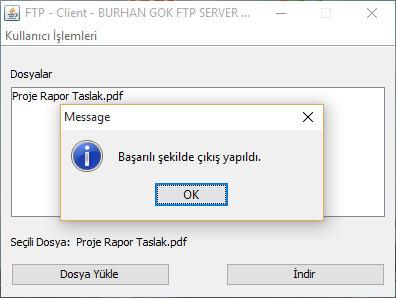 FTP - Client - BURHAN GOK FTP SERVER ...
Kullanıcı İşlemleri
Dosyalar
Proje Rapor Taslak.pdf
Message
Başarılı şekilde çıkış yapıldı.
OK
Seçili Dosya: Proje Rapor Taslak.pdf
Dosya Yükle
İndir